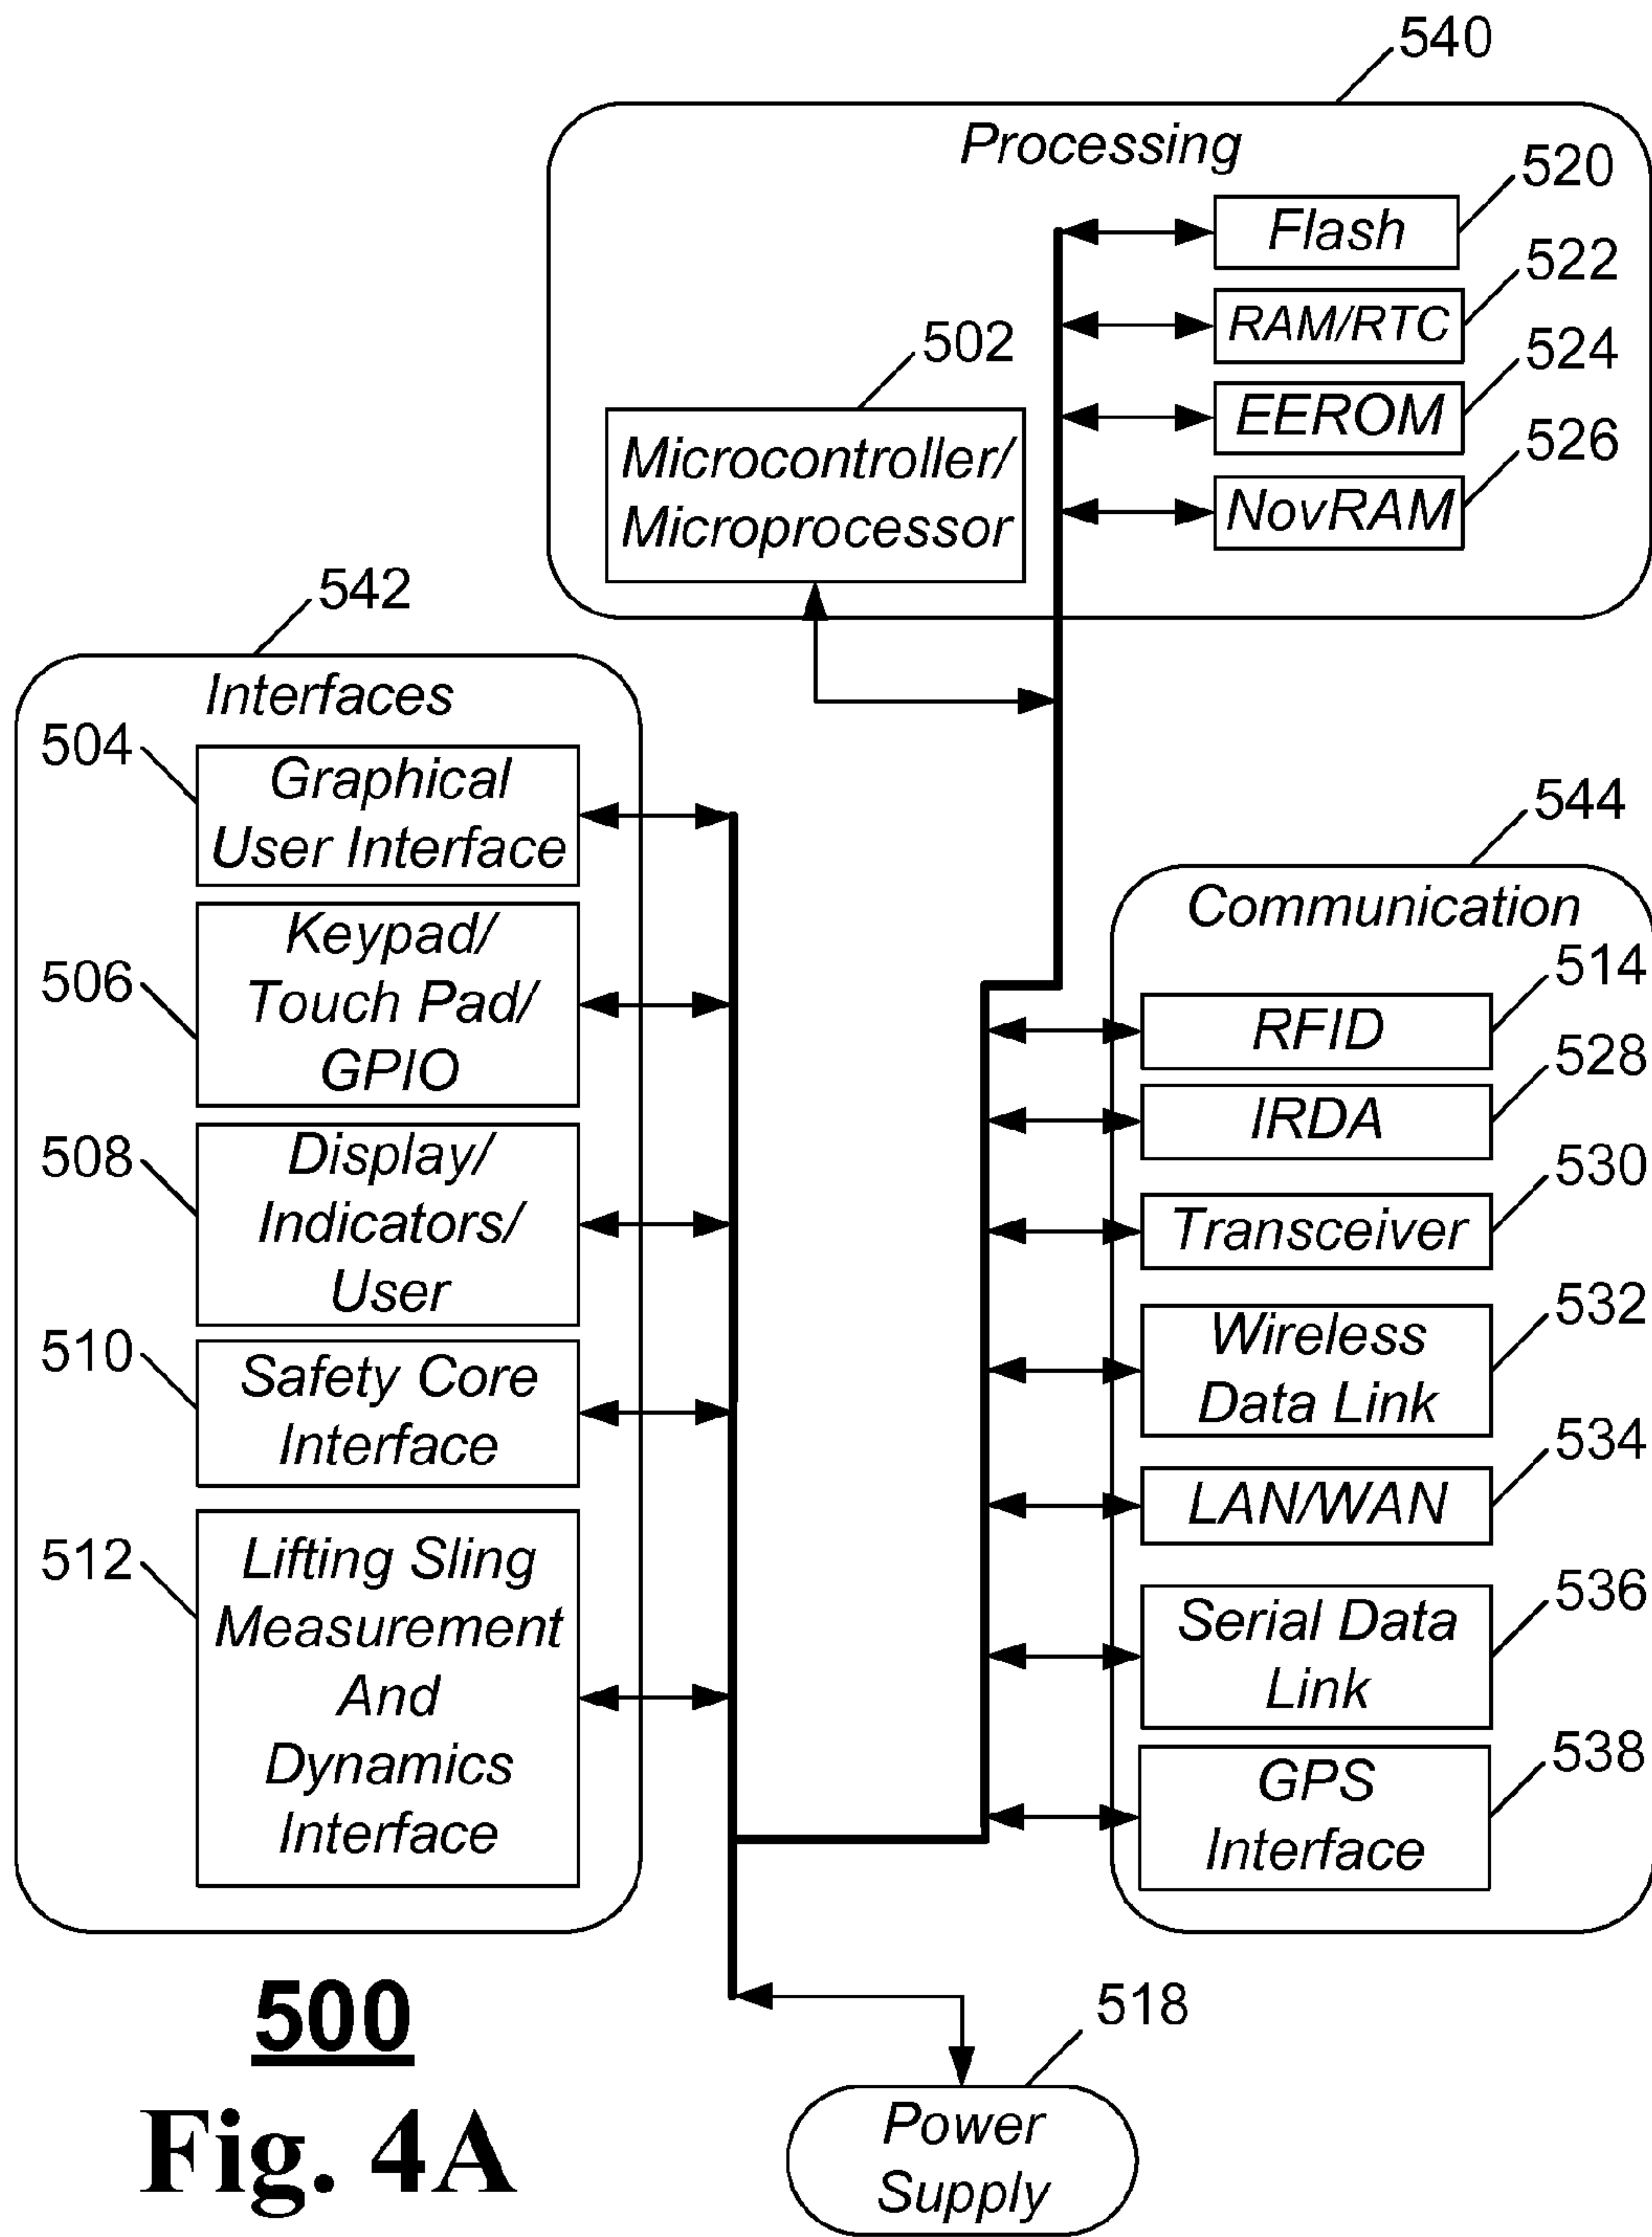 540
Processing
520
Flash
522
RAM/RTC
524
EEROM
526
NovRAM
502
Microcontroller/
Microprocessor
542
Interfaces
504
Graphical
User Interface
506
Keypad/
Touch Pad/
GPIO
508
Display/
Indicators/
User
510
Safety Core
Interface
512
Lifting Sling
Measurement
And
Dynamics
Interface
544
Communication
514
RFID
528
IRDA
530
Transceiver
532
Wireless
Data Link
534
LAN/WAN
536
Serial Data
Link
538
GPS
Interface
518
Power
Supply
500
Fig. 4A